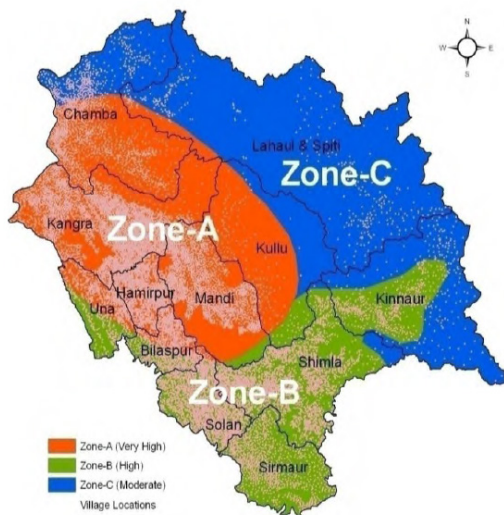 N
W E
S
Chamba
Lahaul & Spiti
Zone-C
Kangra
Zone-A
Kullu
Kinnaur
Hamirpur
Una
Mandi
Bilaspur
Shimla
Zone-B
Solan
Sirmaur
Zone-A (Very High)
Zone-B (High)
Zone-C (Moderate)
Village Locations